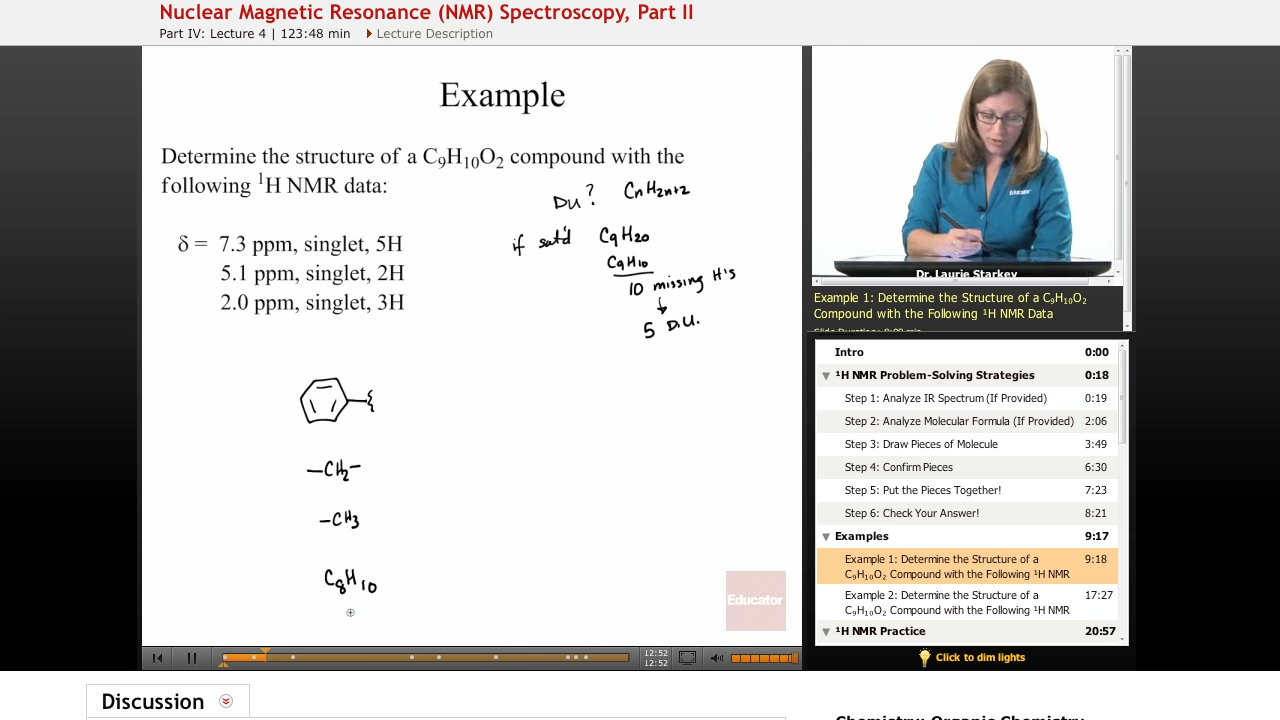 Nuclear Magnetic Resonance (NMR) Spectroscopy, Part II
Part IV: Lecture 4 | 123:48 min Lecture Description
Example
Determine the structure of a C₉H₁₀O₂ compound with the
following ¹H NMR data:
DU? CnH2n+2
δ = 7.3 ppm, singlet, 5H
5.1 ppm, singlet, 2H
2.0 ppm, singlet, 3H
if sat'd C9H20
C9H10
10 missing H's
↓
5 D.U.
-CH2-
-CH3
C8H10
Educator
12:52
12:52
Educator
Dr. Laurie Starkey
Example 1: Determine the Structure of a C₉H₁₀O₂
Compound with the Following ¹H NMR Data
Intro 0:00
¹H NMR Problem-Solving Strategies 0:18
Step 1: Analyze IR Spectrum (If Provided) 0:19
Step 2: Analyze Molecular Formula (If Provided) 2:06
Step 3: Draw Pieces of Molecule 3:49
Step 4: Confirm Pieces 6:30
Step 5: Put the Pieces Together! 7:23
Step 6: Check Your Answer! 8:21
Examples 9:17
Example 1: Determine the Structure of a 9:18
C₉H₁₀O₂ Compound with the Following ¹H NMR
Example 2: Determine the Structure of a 17:27
C₉H₁₀O₂ Compound with the Following ¹H NMR
¹H NMR Practice 20:57
Click to dim lights
Discussion
Chemistry: Organic Chemistry